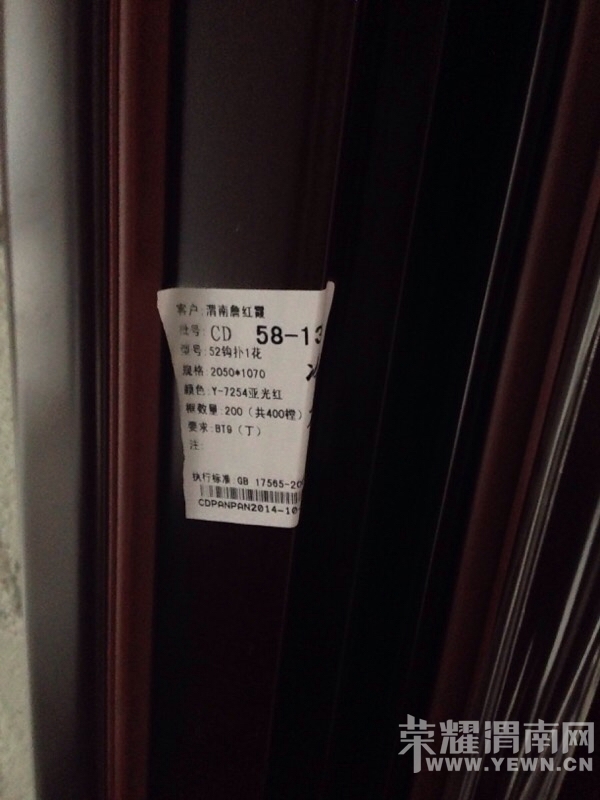 客户:渭南詹红霞
批号:CD 58-13
型号:52钩扑1花
规格:2050*1070
颜色:Y-7254亚光红
框数量:200(共400樘)
要求:BT9(丁)
注:
执行标准:GB 17565-20
CDPANPAN2014-10
荣耀渭南网
WWW.YEWN.CN